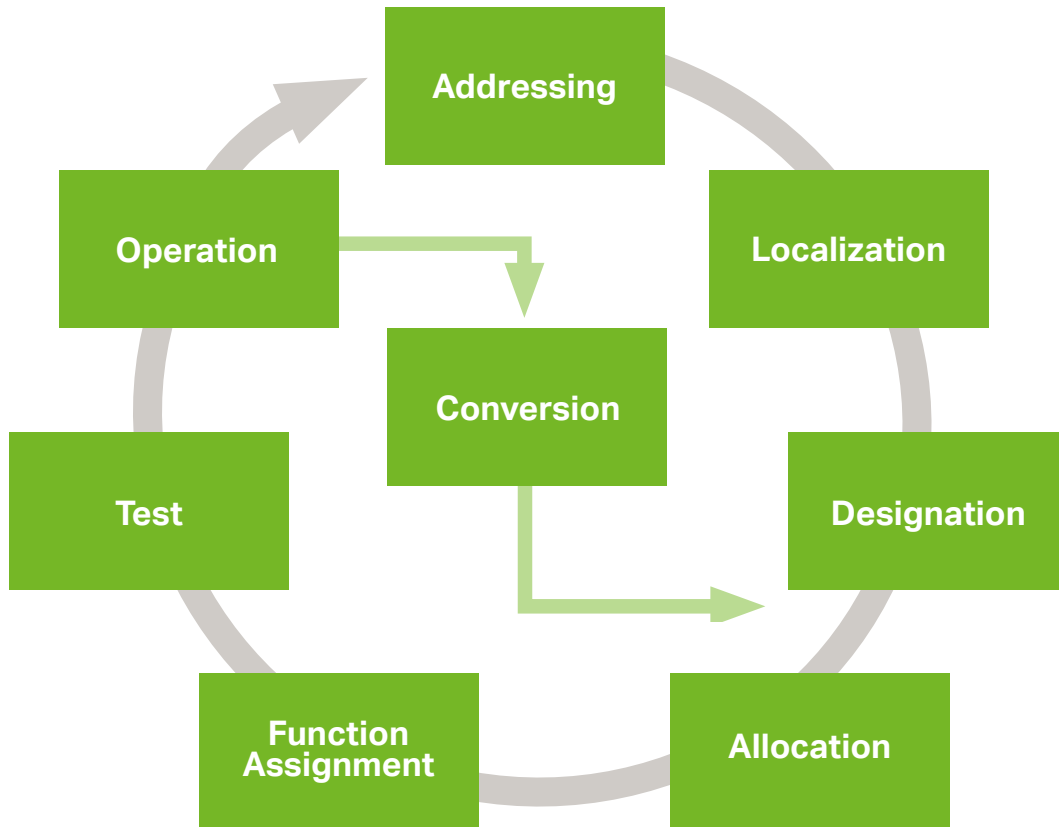 Addressing
Localization
Designation
Allocation
Function
Assignment
Test
Operation
Conversion